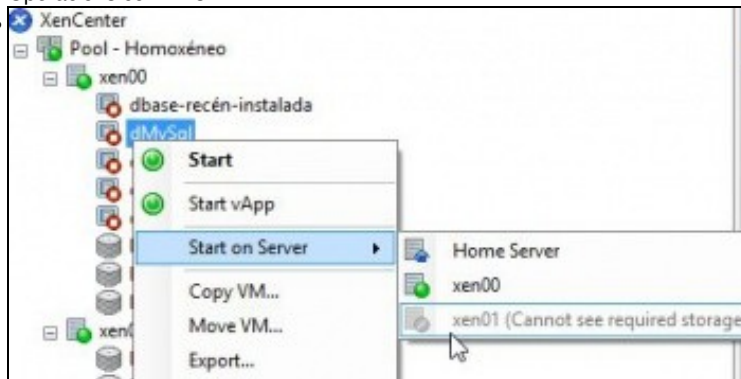 XenCenter
Pool - Homoxéneo
xen00
dbase-recén-instalada
dMySql
Start
Start vApp
Start on Server
Home Server
xen00
Copy VM...
xen01 (Cannot see required storage
Move VM...
Export...